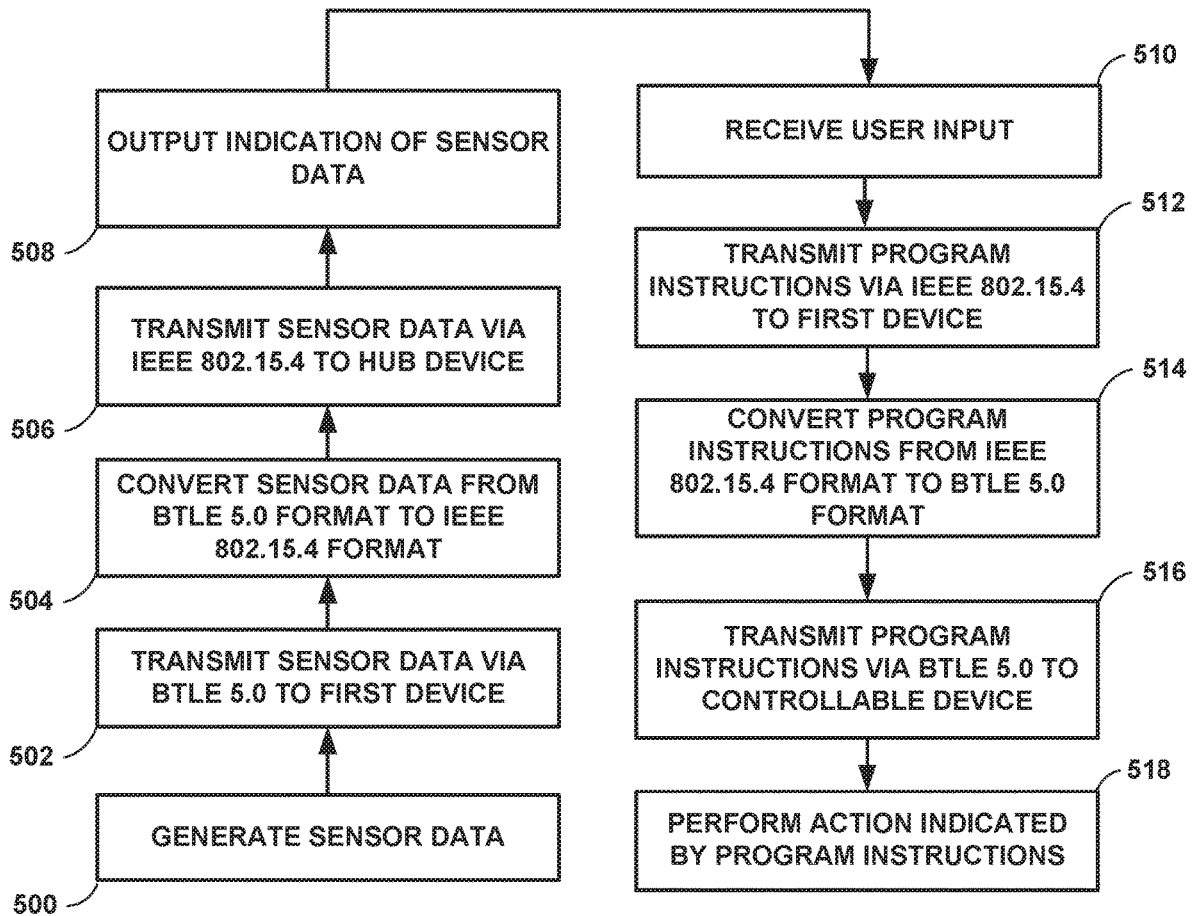 510
RECEIVE USER INPUT
OUTPUT INDICATION OF SENSOR
DATA
508
512
TRANSMIT PROGRAM
INSTRUCTIONS VIA IEEE 802.15.4
TO FIRST DEVICE
TRANSMIT SENSOR DATA VIA
IEEE 802.15.4 TO HUB DEVICE
506
514
CONVERT PROGRAM
INSTRUCTIONS FROM IEEE
802.15.4 FORMAT TO BTLE 5.0
FORMAT
CONVERT SENSOR DATA FROM
BTLE 5.0 FORMAT TO IEEE
802.15.4 FORMAT
504
516
TRANSMIT PROGRAM
INSTRUCTIONS VIA BTLE 5.0 TO
CONTROLLABLE DEVICE
TRANSMIT SENSOR DATA VIA
BTLE 5.0 TO FIRST DEVICE
502
518
PERFORM ACTION INDICATED
BY PROGRAM INSTRUCTIONS
GENERATE SENSOR DATA
500